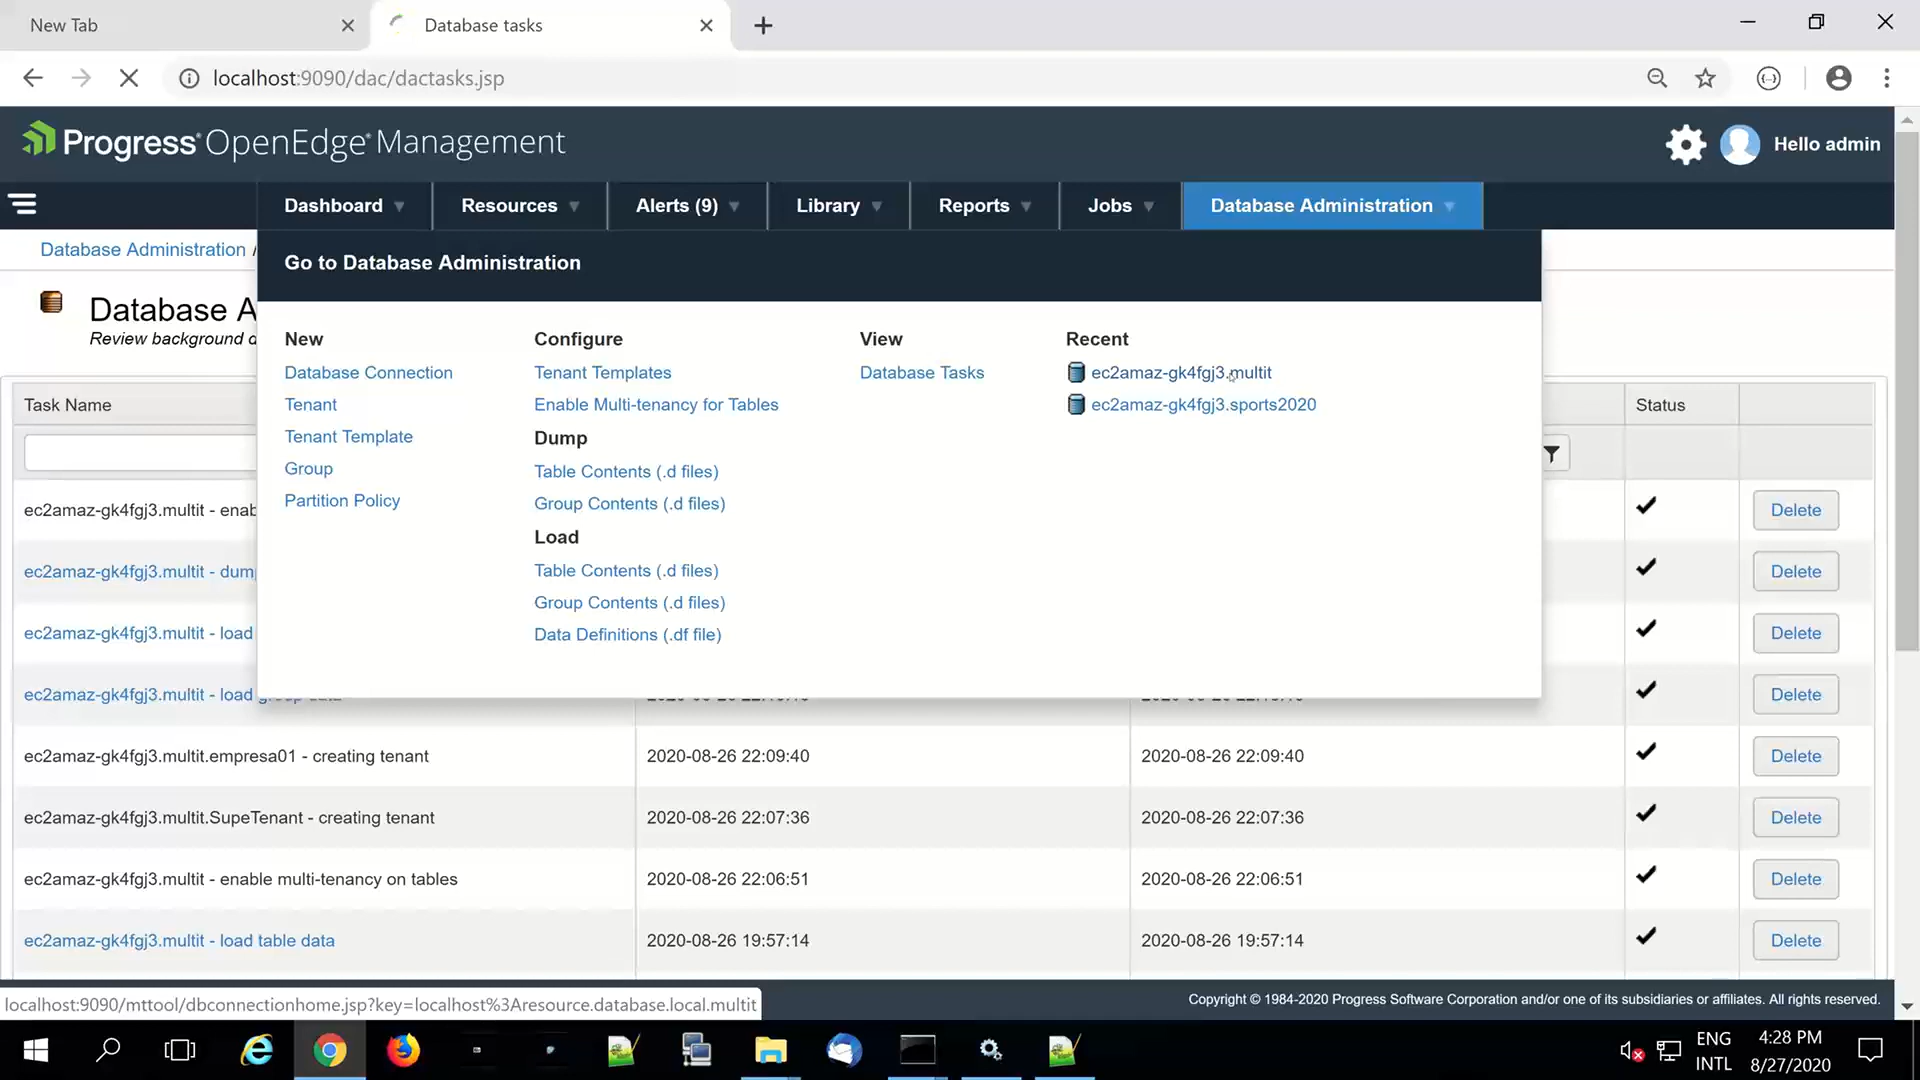 New Tab
Database tasks
localhost:9090/dac/dactasks.jsp
Progress® OpenEdge® Management
Hello admin
Dashboard
Resources
Alerts (9)
Library
Reports
Jobs
Database Administration
Database Administration /
Go to Database Administration
Database A
Review background d
New
Database Connection
Tenant
Tenant Template
Group
Partition Policy
Configure
Tenant Templates
Enable Multi-tenancy for Tables
Dump
Table Contents (.d files)
Group Contents (.d files)
Load
Table Contents (.d files)
Group Contents (.d files)
Data Definitions (.df file)
View
Database Tasks
Recent
ec2amaz-gk4fgj3.multit
ec2amaz-gk4fgj3.sports2020
Task Name
Status
ec2amaz-gk4fgj3.multit - enab
Delete
ec2amaz-gk4fgj3.multit - dump
Delete
ec2amaz-gk4fgj3.multit - load
Delete
ec2amaz-gk4fgj3.multit - load group data
Delete
ec2amaz-gk4fgj3.multit.empresa01 - creating tenant 2020-08-26 22:09:40 2020-08-26 22:09:40 Delete
ec2amaz-gk4fgj3.multit.SupeTenant - creating tenant 2020-08-26 22:07:36 2020-08-26 22:07:36 Delete
ec2amaz-gk4fgj3.multit - enable multi-tenancy on tables 2020-08-26 22:06:51 2020-08-26 22:06:51 Delete
ec2amaz-gk4fgj3.multit - load table data 2020-08-26 19:57:14 2020-08-26 19:57:14 Delete
localhost:9090/mttool/dbconnectionhome.jsp?key=localhost%3Aresource.database.local.multit
Copyright © 1984-2020 Progress Software Corporation and/or one of its subsidiaries or affiliates. All rights reserved.
ENG
INTL
4:28 PM
8/27/2020